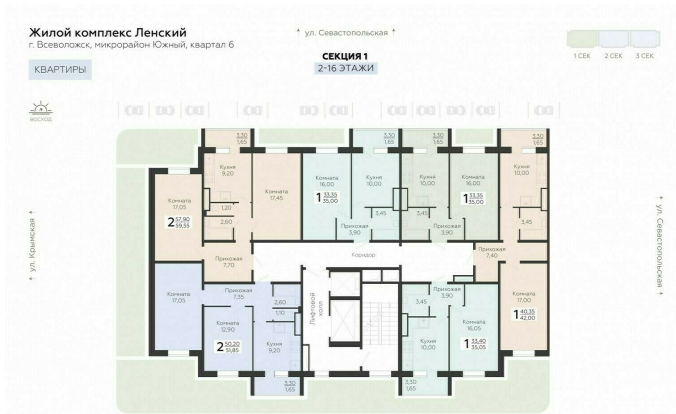 Жилой комплекс Ленский
г. Всеволожск, микрорайон Южный, квартал 6
КВАРТИРЫ
ул. Севастопольская
СЕКЦИЯ 1
2-16 ЭТАЖИ
1 СЕК
2 СЕК
3 СЕК
ВОСХОД
ул. Крымская
ул. Севастопольская
3,30
1,65
Кухня
9,20
Комната
17,45
1,20
2,60
Комната
17,05
2
57,90
59,55
Прихожая
7,70
Комната
16,00
1
33,35
35,00
3,30
1,65
Кухня
10,00
3,45
Прихожая
3,90
3,30
1,65
Кухня
10,00
3,45
Комната
16,00
1
33,35
35,00
Прихожая
3,90
3,30
1,65
Кухня
10,00
3,45
Прихожая
7,40
Комната
17,00
1
40,35
42,00
Коридор
Лифтовой
холл
Комната
17,05
Прихожая
7,35
2,60
1,10
Комната
12,90
2
50,20
51,85
Кухня
9,20
3,30
1,65
3,45
Прихожая
3,90
Кухня
10,00
Комната
16,05
1
33,40
35,05
3,30
1,65